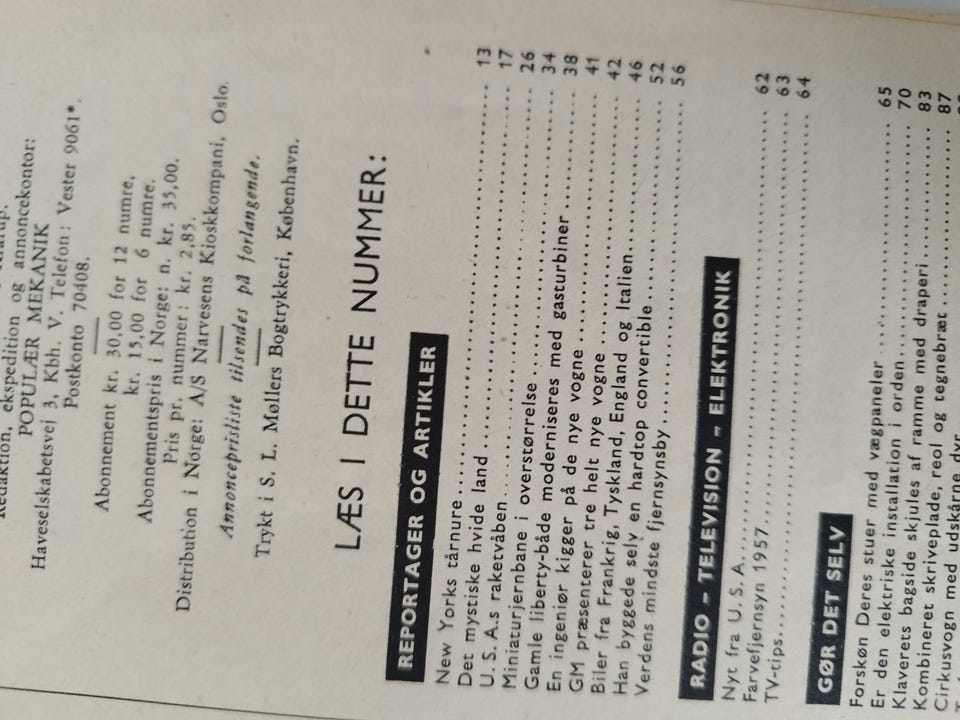 Redaktion, ekspedition og annoncekontor:
POPULÆR MEKANIK
Haveselskabetsvej 3, Kbh. V. Telefon: Vester 9061*.
Postkonto 70408.
Abonnement kr. 30,00 for 12 numre,
kr. 15,00 for 6 numre.
Abonnementspris i Norge: n. kr. 35,00.
Pris pr. nummer: kr. 2,85.
Distribution i Norge: A/S Narvesens Kioskkompani, Oslo.
Annonceprisliste tilsendes på forlangende.
Trykt i S. L. Møllers Bogtrykkeri, København.
LÆS I DETTE NUMMER:
REPORTAGER OG ARTIKLER
New Yorks tårnure 13
Det mystiske hvide land 17
U. S. A.s raketvåben 26
Miniaturjernbane i overstørrelse 34
Gamle liberty-både moderniseres med gasturbiner 38
En ingeniør kigger på de nye vogne 41
GM præsenterer tre helt nye vogne 42
Biler fra Frankrig, Tyskland, England og Italien 46
Han byggede selv en hardtop convertible 52
Verdens mindste fjernsynsby 56
RADIO – TELEVISION – ELEKTRONIK
Nyt fra U. S. A. 62
Farvefjernsyn 1957 63
TV-tips 64
GØR DET SELV
Forskøn Deres stuer med vægpaneler 65
Er den elektriske installation i orden 70
Klaverets bagside skjules af ramme med draperi 83
Kombineret skriveplade, reol og tegnebræt 87
Cirkusvogn med udskårne dyr